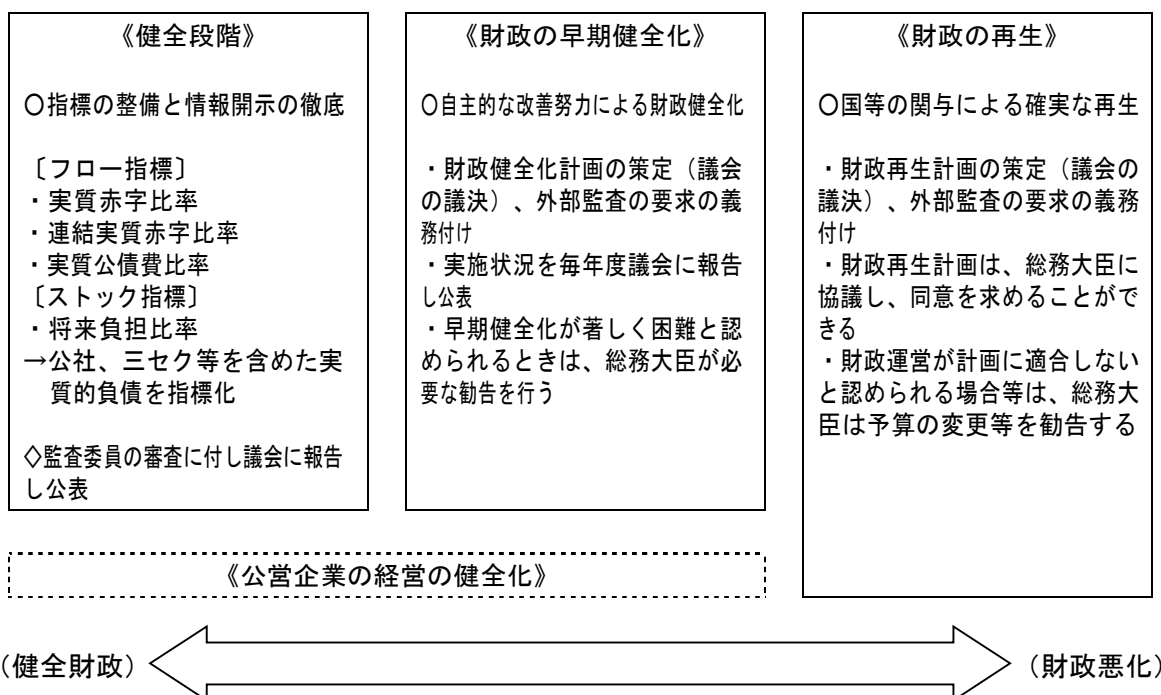 《健全段階》
○指標の整備と情報開示の徹底
〔フロー指標〕
・実質赤字比率
・連結実質赤字比率
・実質公債費比率
〔ストック指標〕
・将来負担比率
→公社、三セク等を含めた実
質的負債を指標化
◇監査委員の審査に付し議会に報告
し公表
《財政の早期健全化》
○自主的な改善努力による財政健全化
・財政健全化計画の策定（議会
の議決）、外部監査の要求の義
務付け
・実施状況を毎年度議会に報告
し公表
・早期健全化が著しく困難と認
められるときは、総務大臣が必
要な勧告を行う
《財政の再生》
○国等の関与による確実な再生
・財政再生計画の策定（議会の
議決）、外部監査の要求の義務
付け
・財政再生計画は、総務大臣に
協議し、同意を求めることがで
きる
・財政運営が計画に適合しない
と認められる場合等は、総務大
臣は予算の変更等を勧告する
《公営企業の経営の健全化》
（健全財政）
（財政悪化）